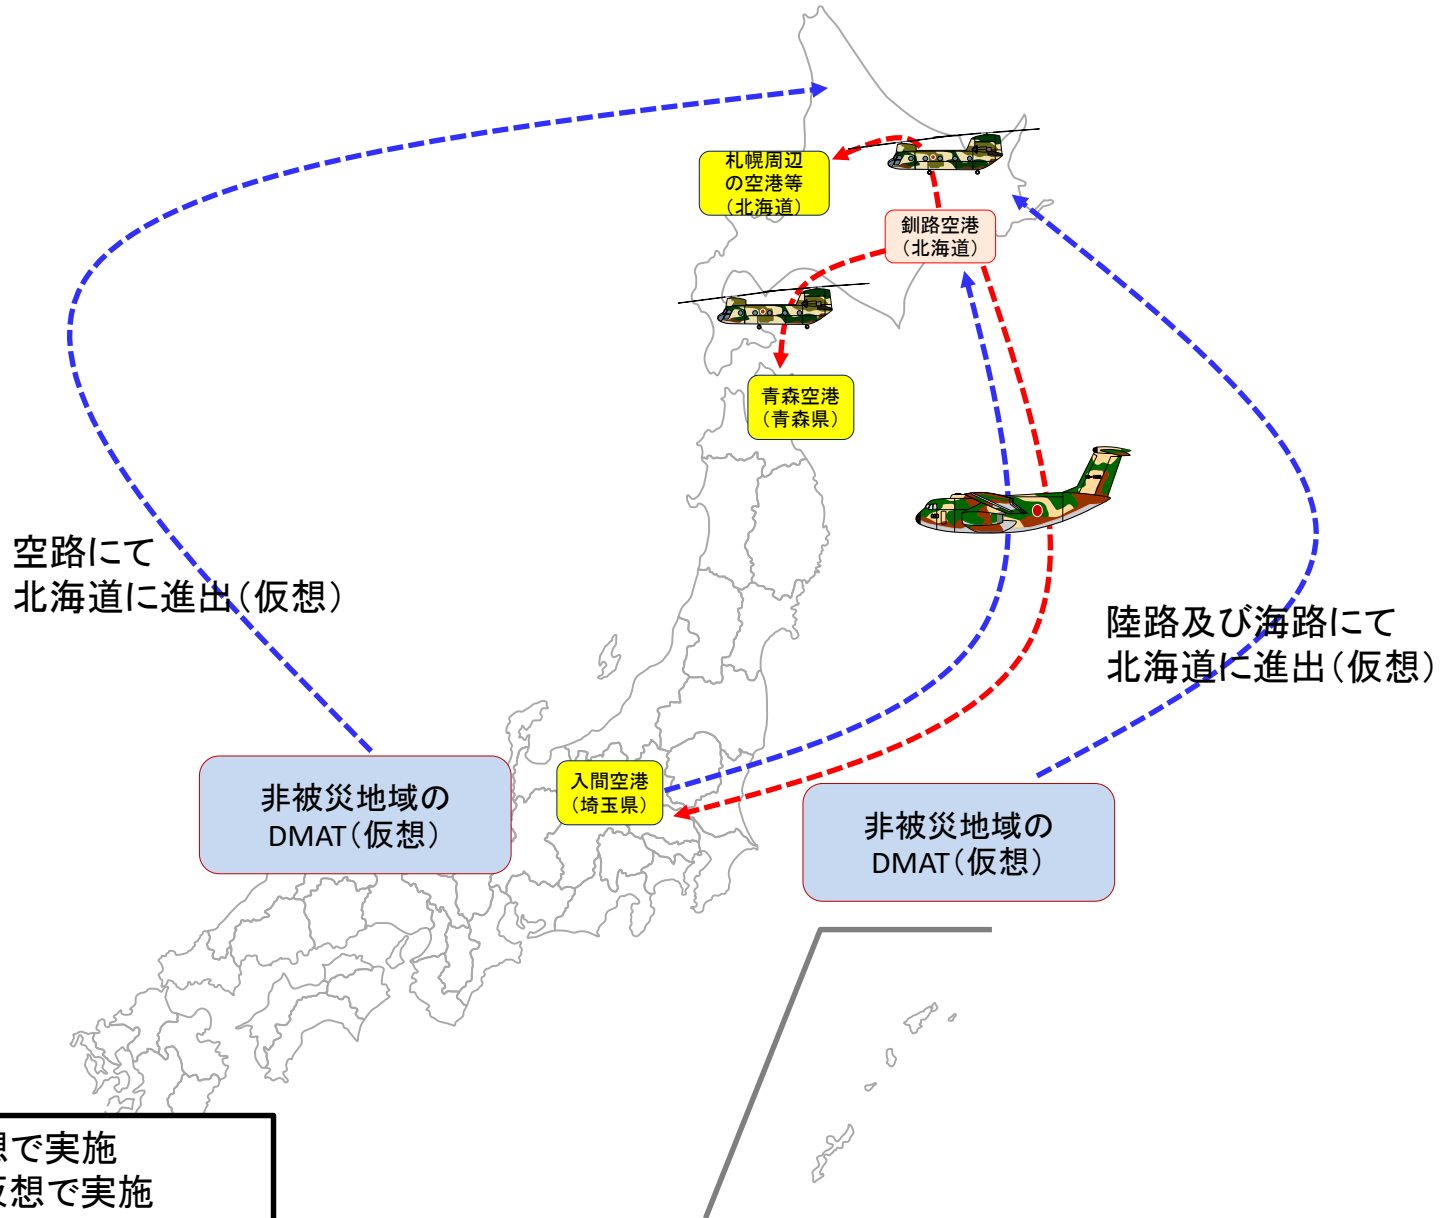 札幌周辺
の空港等
（北海道）
釧路空港
（北海道）
青森空港
（青森県）
空路にて
北海道に進出（仮想）
陸路及び海路にて
北海道に進出（仮想）
非被災地域の
DMAT（仮想）
入間空港
（埼玉県）
非被災地域の
DMAT（仮想）
想で実施
仮想で実施